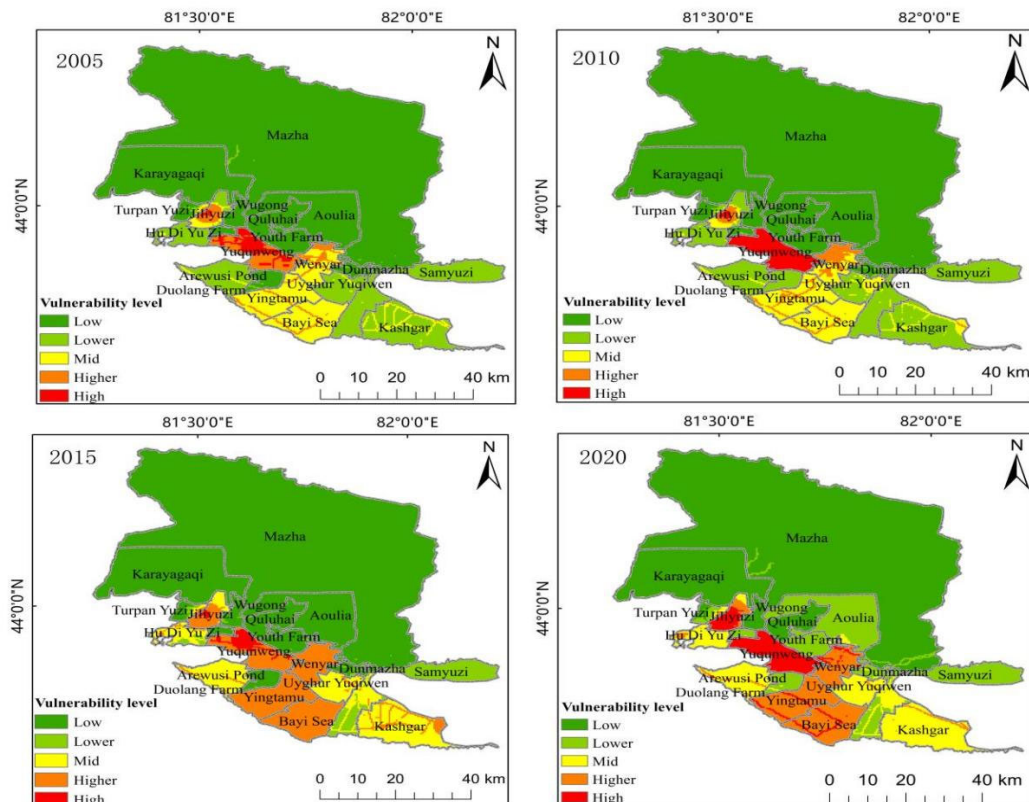 81°30'0"E 82°0'0"E
2005
N
44°0'0"N
Mazha
Karayagaqi
Turpan Yuzi
Jiliyuzi
Wugong
Quluhai
Aoulia
Hu Di Yu Zi
Youth Farm
Yuqunweng
Wenyar
Dunmazha
Samyuzi
Arewusi Pond
Uyghur Yuqiwen
Duolang Farm
Yingtamu
Bayi Sea
Kashgar
Vulnerability level
Low
Lower
Mid
Higher
High
0 10 20 40 km
81°30'0"E 82°0'0"E
2010
N
Mazha
Karayagaqi
Turpan Yuzi
Jiliyuzi
Wugong
Quluhai
Aoulia
Hu Di Yu Zi
Youth Farm
Yuqunweng
Wenyar
Dunmazha
Samyuzi
Arewusi Pond
Uyghur Yuqiwen
Duolang Farm
Yingtamu
Bayi Sea
Kashgar
Vulnerability level
Low
Lower
Mid
Higher
High
0 10 20 40 km
81°30'0"E 82°0'0"E
2015
N
44°0'0"N
Mazha
Karayagaqi
Turpan Yuzi
Jiliyuzi
Wugong
Quluhai
Aoulia
Hu Di Yu Zi
Youth Farm
Yuqunweng
Wenyar
Dunmazha
Samyuzi
Arewusi Pond
Uyghur Yuqiwen
Duolang Farm
Yingtamu
Bayi Sea
Kashgar
Vulnerability level
Low
Lower
Mid
Higher
High
0 10 20 40 km
81°30'0"E 82°0'0"E
2020
N
44°0'0"N
Mazha
Karayagaqi
Turpan Yuzi
Jiliyuzi
Wugong
Quluhai
Aoulia
Hu Di Yu Zi
Youth Farm
Yuqunweng
Wenyar
Dunmazha
Samyuzi
Arewusi Pond
Uyghur Yuqiwen
Duolang Farm
Yingtamu
Bayi Sea
Kashgar
Vulnerability level
Low
Lower
Mid
Higher
High
0 10 20 40 km